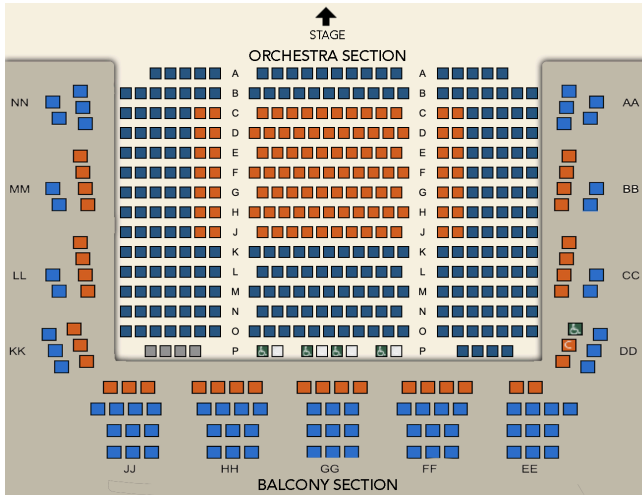 STAGE
ORCHESTRA SECTION
A A
B B
C C
D D
E E
F F
G G
H H
J J
K K
L L
M M
N N
O O
P P
NN AA
MM BB
LL CC
KK DD
C
JJ HH GG FF EE
BALCONY SECTION